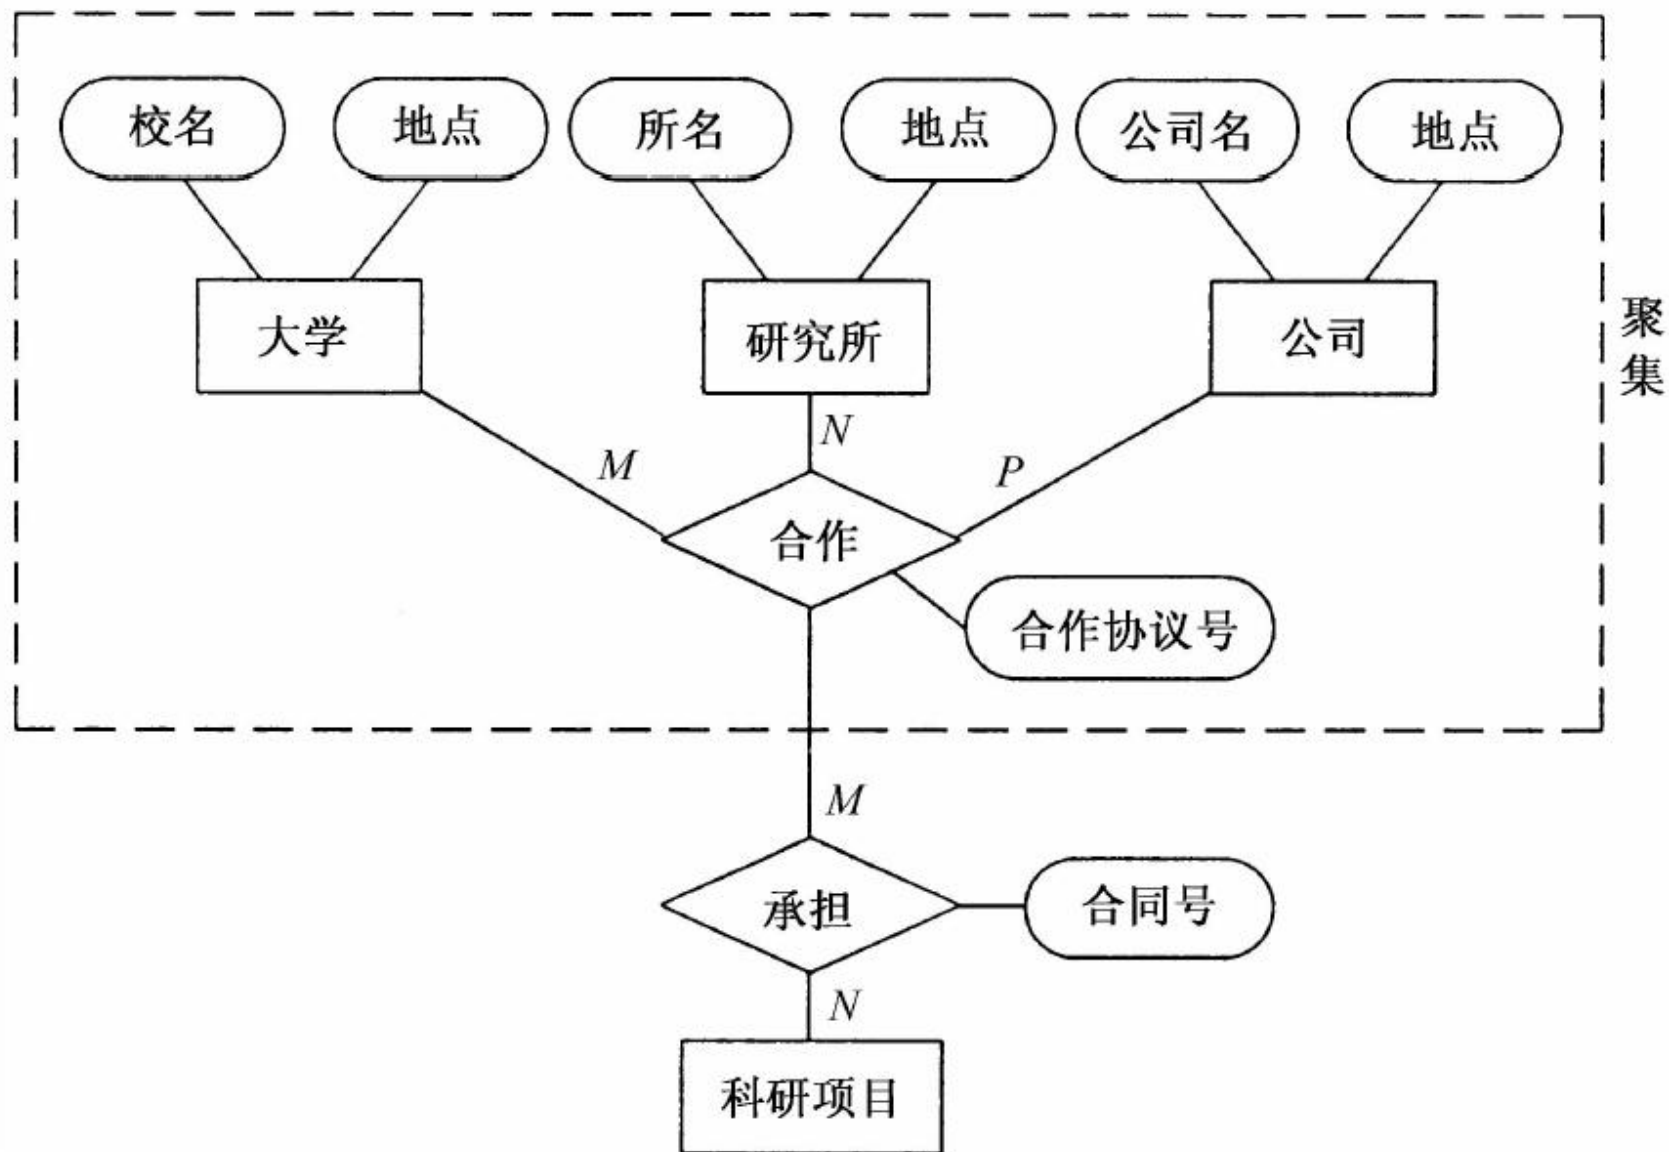 校名
地点
所名
地点
公司名
地点
大学
研究所
公司
聚集
N
M
P
合作
合作协议号
M
承担
合同号
N
科研项目